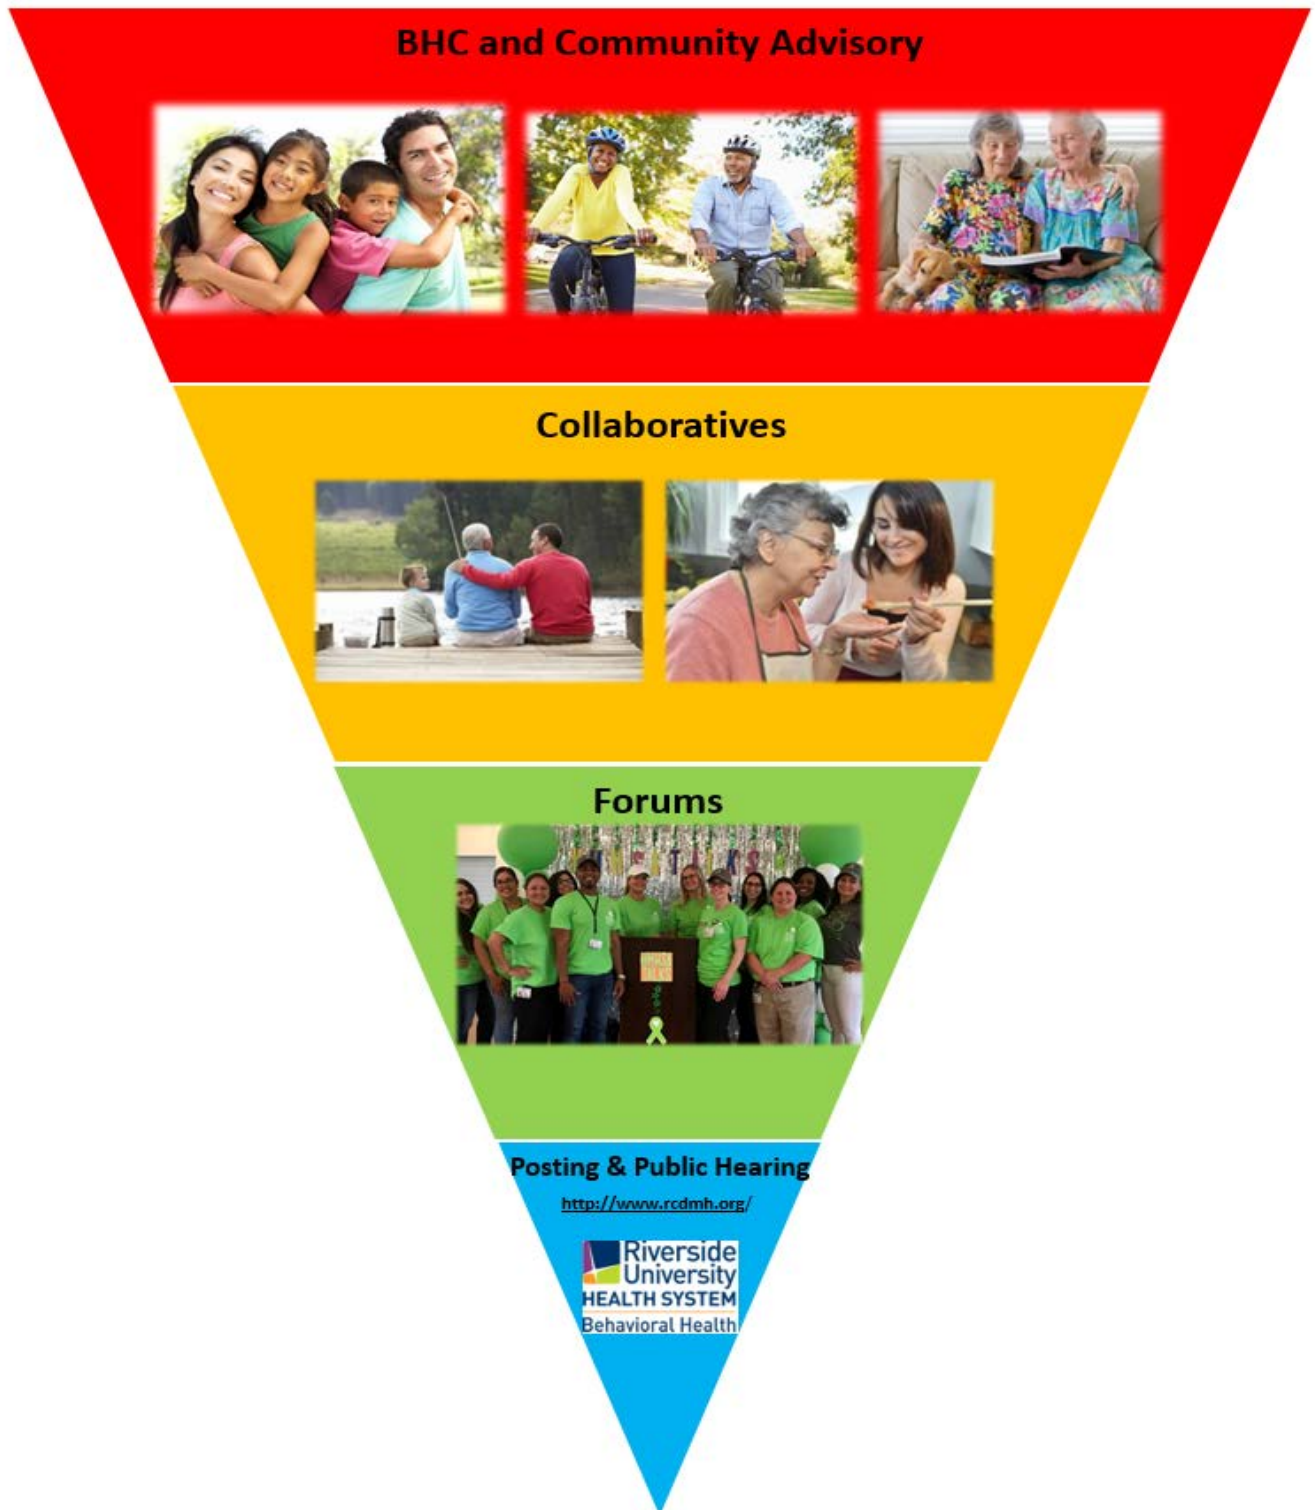 BHC and Community Advisory
Collaboratives
Forums
Posting & Public Hearing
http://www.rcdmh.org/
Riverside
University
HEALTH SYSTEM
Behavioral Health